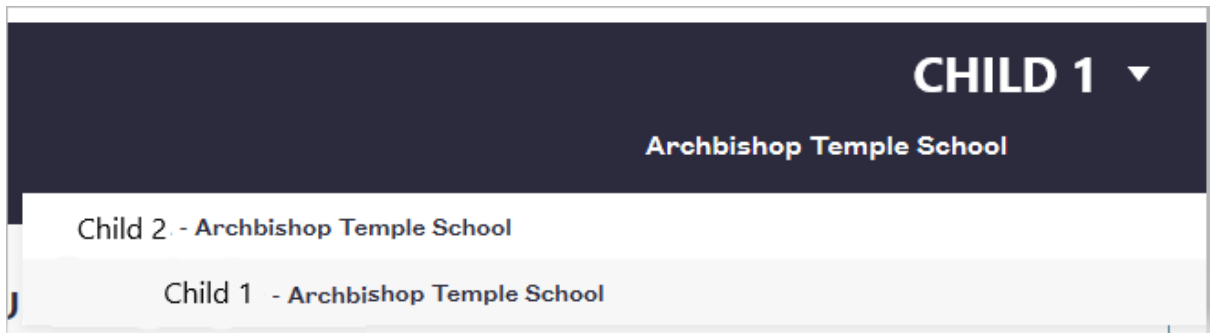 CHILD 1
Archbishop Temple School
Child 2 - Archbishop Temple School
Child 1 - Archbishop Temple School